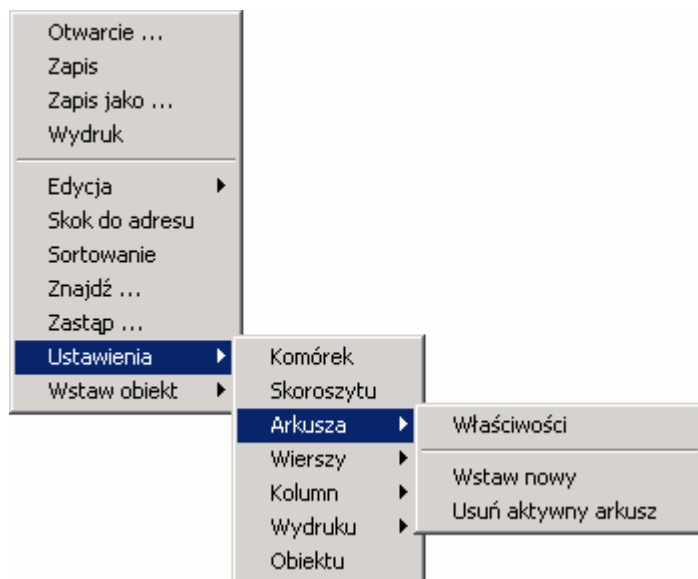 Otwarcie ...
Zapis
Zapis jako ...
Wydruk
Edycja
Skok do adresu
Sortowanie
Znajdź ...
Zastąp ...
Ustawienia
Wstaw obiekt
Komórek
Skoroszytu
Arkusza
Wierszy
Kolumn
Wydruku
Obiektu
Właściwości
Wstaw nowy
Usuń aktywny arkusz